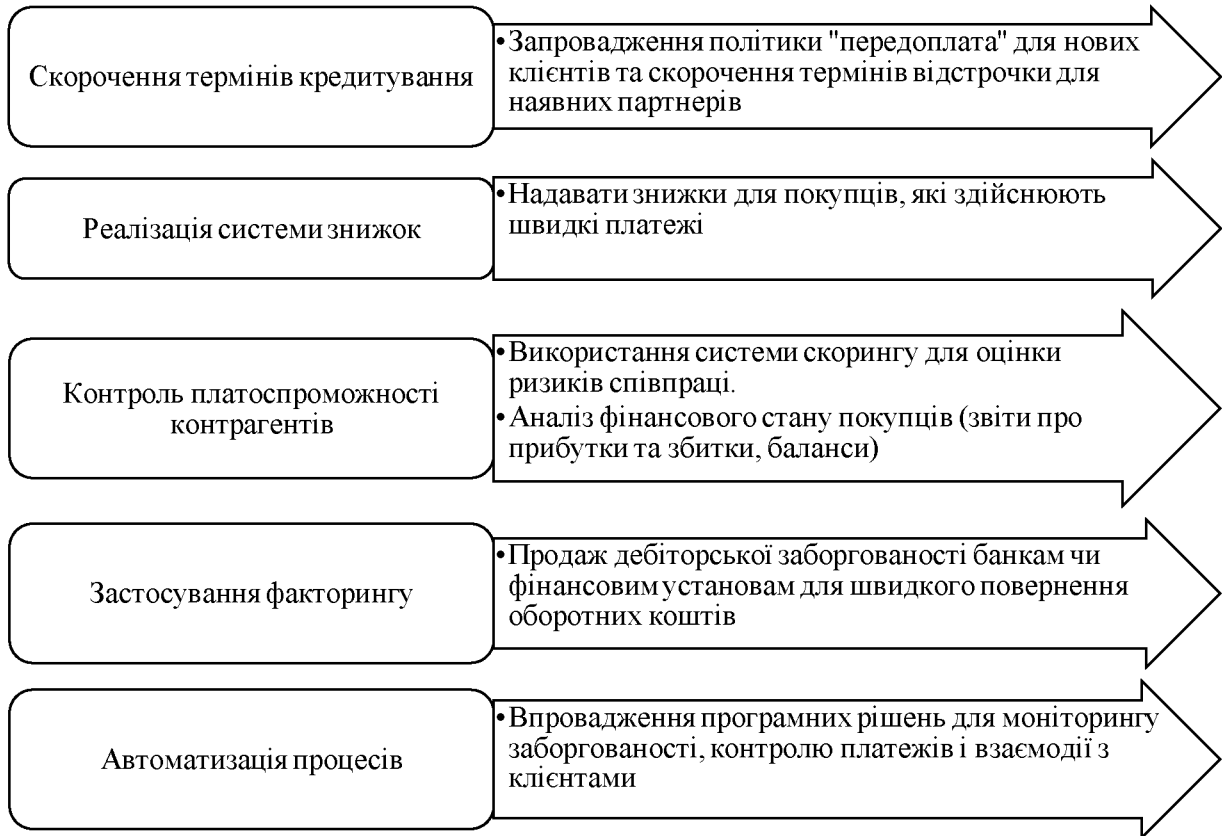 Скорочення термінів кредитування
•Запровадження політики "передоплата" для нових
клієнтів та скорочення термінів відстрочки для
наявних партнерів
Реалізація системи знижок
•Надавати знижки для покупців, які здійснюють
швидкі платежі
Контроль платоспроможності
контрагентів
•Використання системи скорингу для оцінки
ризиків співпраці.
•Аналіз фінансового стану покупців (звіти про
прибутки та збитки, баланси)
Застосування факторингу
•Продаж дебіторської заборгованості банкам чи
фінансовим установам для швидкого повернення
оборотних коштів
Автоматизація процесів
•Впровадження програмних рішень для моніторингу
заборгованості, контролю платежів і взаємодії з
клієнтами